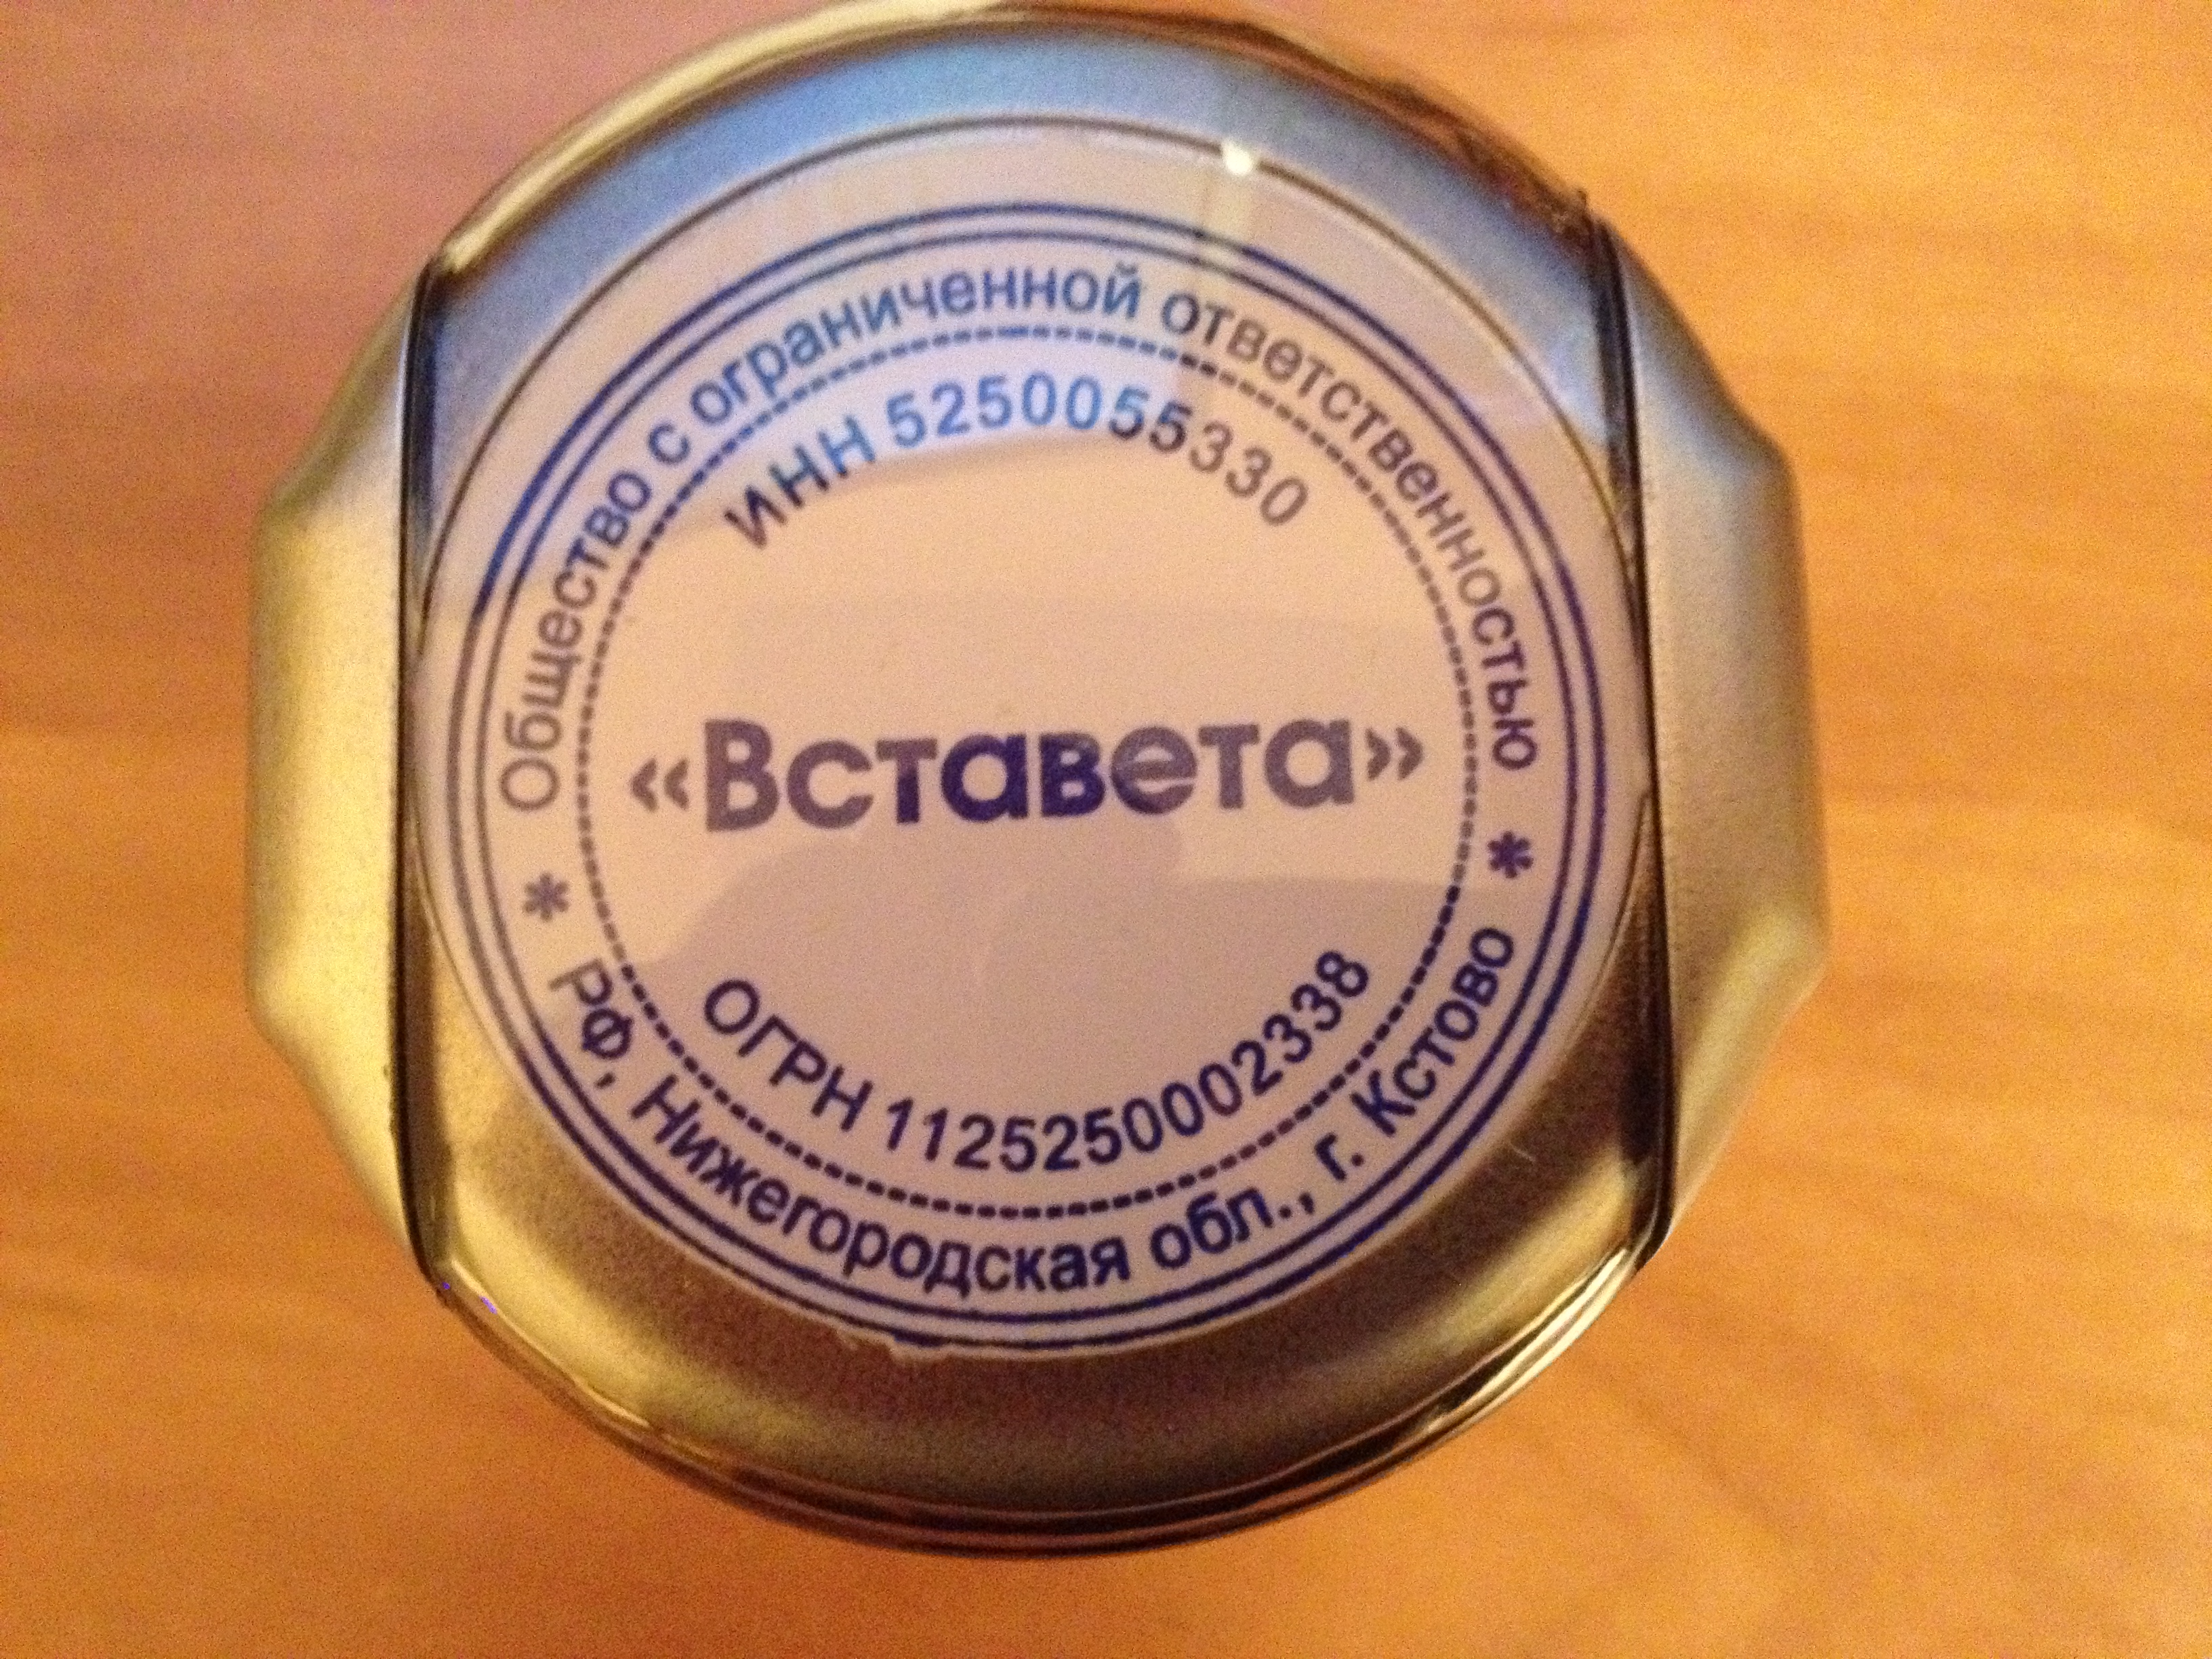 Общество с ограниченной ответственностью
ИНН 5250055330
«Вставета»
ОГРН 1125250002338
* РФ, Нижегородская обл., г. Кстово *